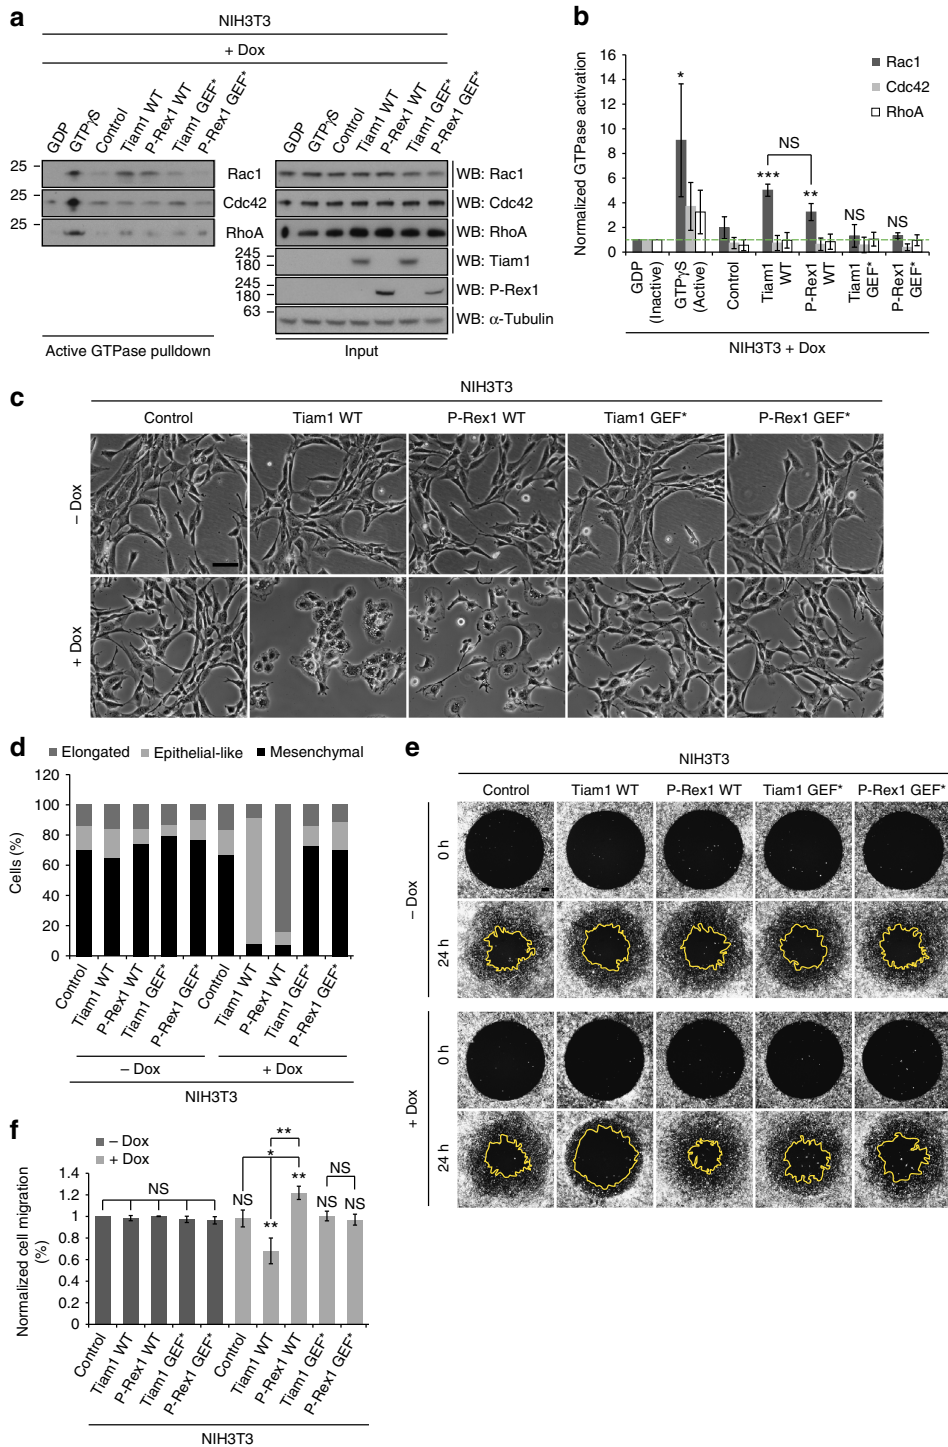 a
NIH3T3
+ Dox
GDP
GTPγS
Control
Tiam1 WT
P-Rex1 WT
Tiam1 GEF*
P-Rex1 GEF*
GDP
GTPγS
Control
Tiam1 WT
P-Rex1 WT
Tiam1 GEF*
P-Rex1 GEF*
25
Rac1
WB: Rac1
25
Cdc42
WB: Cdc42
25
RhoA
WB: RhoA
245
180
WB: Tiam1
245
180
WB: P-Rex1
63
WB: α-Tubulin
Active GTPase pulldown
Input
b
Normalized GTPase activation
16
14
12
10
8
6
4
2
0
Rac1
Cdc42
RhoA
*
***
NS
**
NS
NS
GDP
(Inactive)
GTPγS
(Active)
Control
Tiam1
WT
P-Rex1
WT
Tiam1
GEF*
P-Rex1
GEF*
NIH3T3 + Dox
c
NIH3T3
Control
Tiam1 WT
P-Rex1 WT
Tiam1 GEF*
P-Rex1 GEF*
– Dox
+ Dox
d
Elongated
Epithelial-like
Mesenchymal
Cells (%)
120
100
80
60
40
20
0
Control
Tiam1 WT
P-Rex1 WT
Tiam1 GEF*
P-Rex1 GEF*
Control
Tiam1 WT
P-Rex1 WT
Tiam1 GEF*
P-Rex1 GEF*
– Dox
+ Dox
NIH3T3
e
NIH3T3
Control
Tiam1 WT
P-Rex1 WT
Tiam1 GEF*
P-Rex1 GEF*
– Dox
0 h
24 h
+ Dox
0 h
24 h
f
– Dox
+ Dox
Normalized cell migration
(%)
1.4
1.2
1
0.8
0.6
0.4
0.2
0
NS
NS
**
*
**
**
NS
NS
NS
Control
Tiam1 WT
P-Rex1 WT
Tiam1 GEF*
P-Rex1 GEF*
Control
Tiam1 WT
P-Rex1 WT
Tiam1 GEF*
P-Rex1 GEF*
NIH3T3